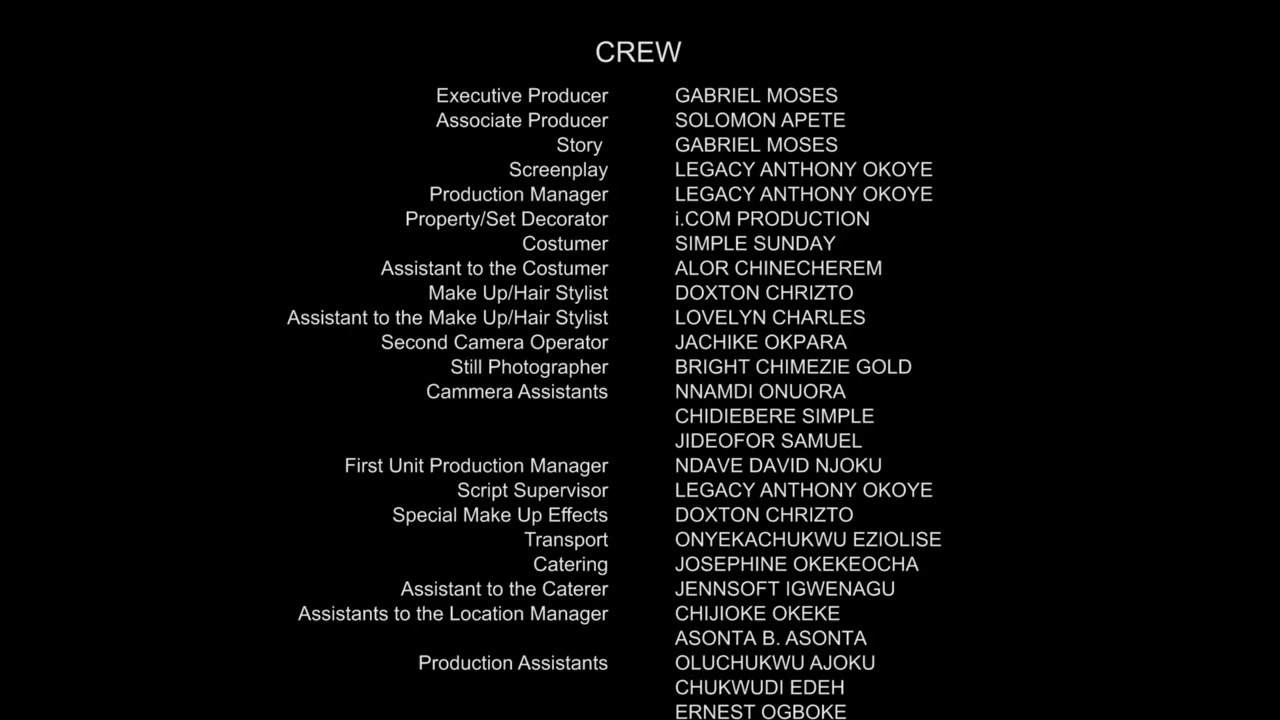 CREW
Executive Producer GABRIEL MOSES
Associate Producer SOLOMON APETE
Story GABRIEL MOSES
Screenplay LEGACY ANTHONY OKOYE
Production Manager LEGACY ANTHONY OKOYE
Property/Set Decorator i.COM PRODUCTION
Costumer SIMPLE SUNDAY
Assistant to the Costumer ALOR CHINECHEREM
Make Up/Hair Stylist DOXTON CHRIZTO
Assistant to the Make Up/Hair Stylist LOVELYN CHARLES
Second Camera Operator JACHIKE OKPARA
Still Photographer BRIGHT CHIMEZIE GOLD
Cammera Assistants NNAMDI ONUORA
CHIDIEBERE SIMPLE
JIDEOFOR SAMUEL
First Unit Production Manager NDAVE DAVID NJOKU
Script Supervisor LEGACY ANTHONY OKOYE
Special Make Up Effects DOXTON CHRIZTO
Transport ONYEKACHUKWU EZIOLISE
Catering JOSEPHINE OKEKEOCHA
Assistant to the Caterer JENNSOFT IGWENAGU
Assistants to the Location Manager CHIJIOKE OKEKE
ASONTA B. ASONTA
Production Assistants OLUCHUKWU AJOKU
CHUKWUDI EDEH
ERNEST OGBOKE